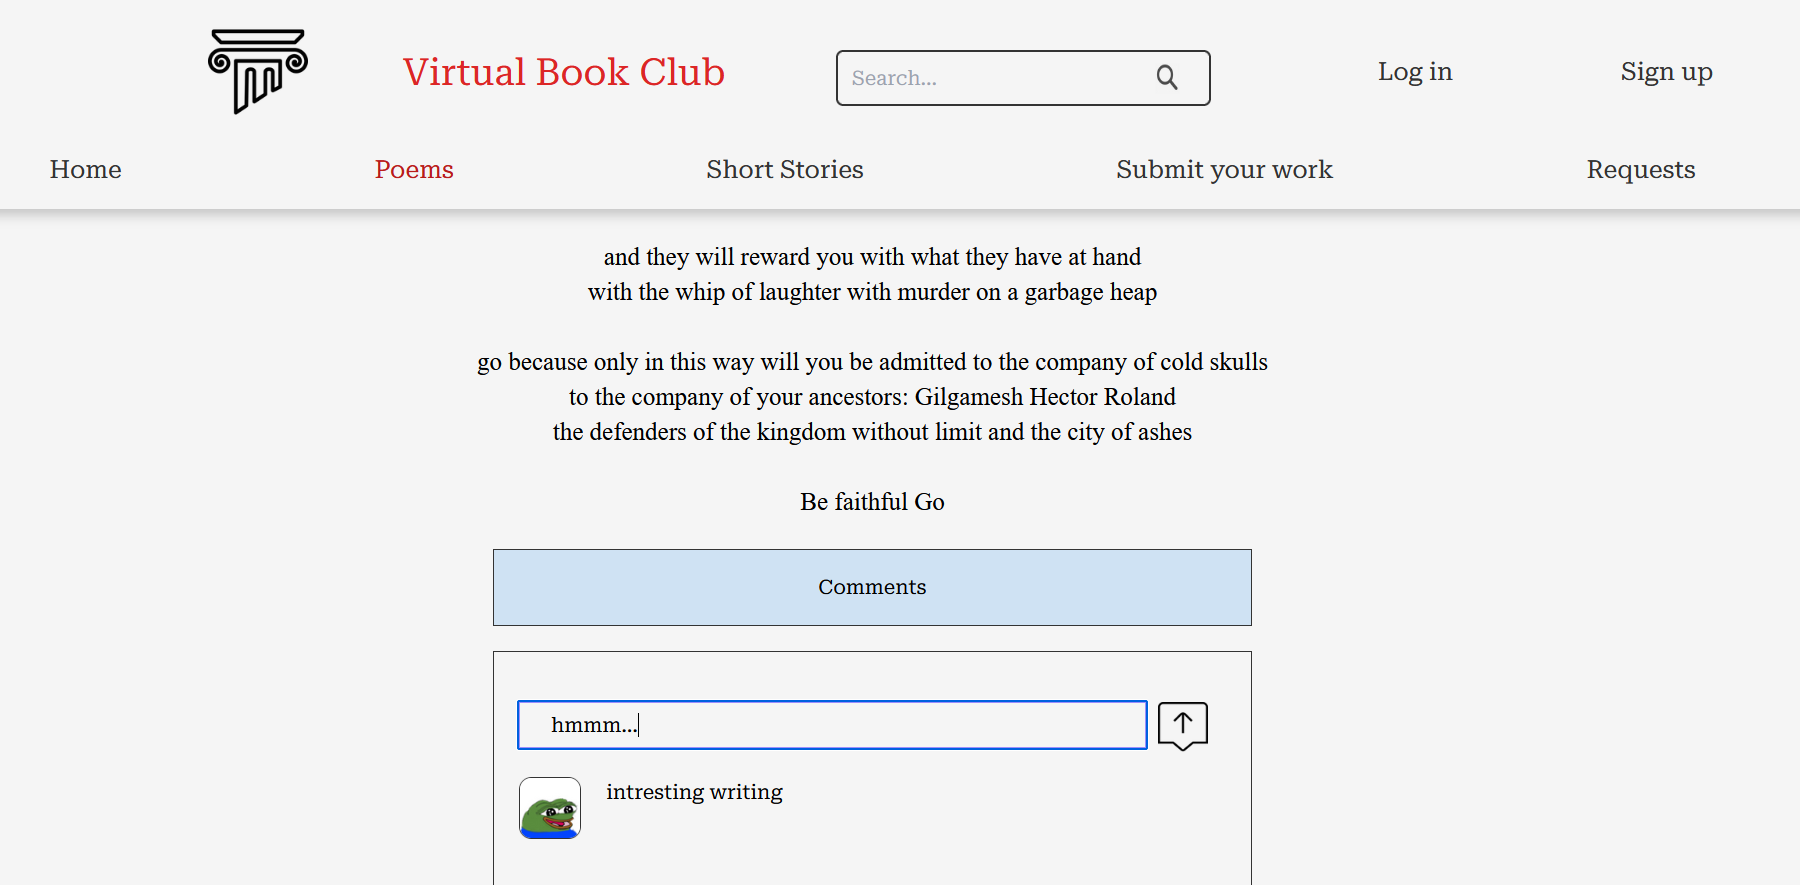 Virtual Book Club
Search...
Log in
Sign up
Home
Poems
Short Stories
Submit your work
Requests
and they will reward you with what they have at hand
with the whip of laughter with murder on a garbage heap
go because only in this way will you be admitted to the company of cold skulls
to the company of your ancestors: Gilgamesh Hector Roland
the defenders of the kingdom without limit and the city of ashes
Be faithful Go
Comments
hmmm...
intresting writing